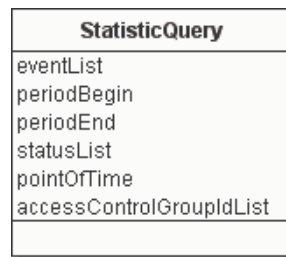 StatisticQuery
eventList
periodBegin
periodEnd
statusList
pointOfTime
accessControlGroupIdList